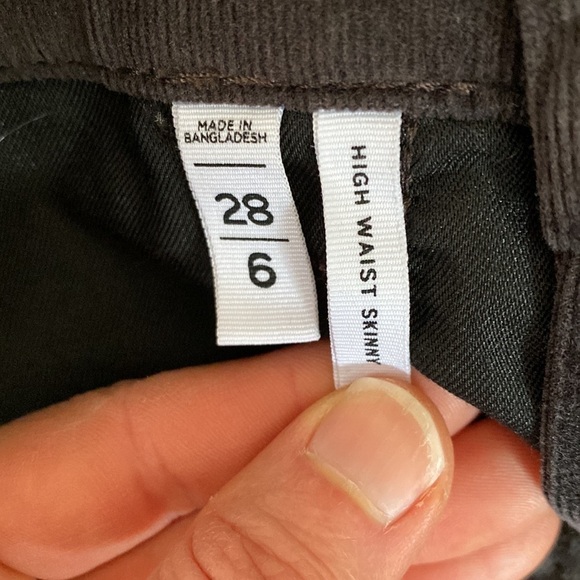 MADE IN
BANGLADESH
28
6
HIGH WAIST SKINNY